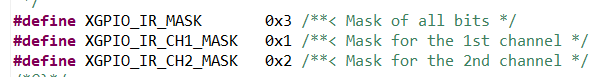 */
#define XGPIO_IR_MASK 0x3 /**< Mask of all bits */
#define XGPIO_IR_CH1_MASK 0x1 /**< Mask for the 1st channel */
#define XGPIO_IR_CH2_MASK 0x2 /**< Mask for the 2nd channel */
/*@}*/